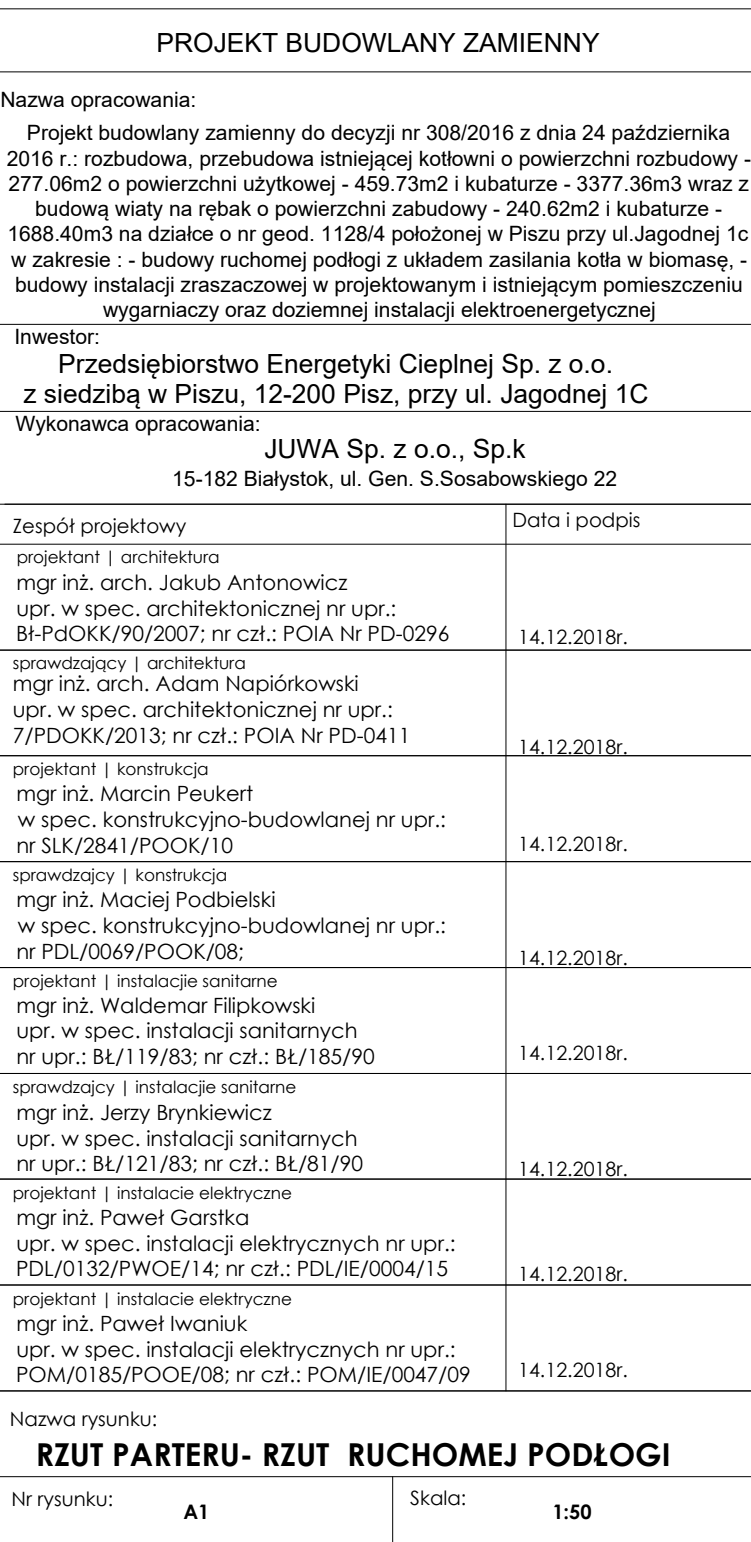 PROJEKT BUDOWLANY ZAMIENNY
Nazwa opracowania:
Projekt budowlany zamienny do decyzji nr 308/2016 z dnia 24 października
2016 r.: rozbudowa, przebudowa istniejącej kotłowni o powierzchni rozbudowy -
277.06m2 o powierzchni użytkowej - 459.73m2 i kubaturze - 3377.36m3 wraz z
budową wiaty na rębak o powierzchni zabudowy - 240.62m2 i kubaturze -
1688.40m3 na działce o nr geod. 1128/4 położonej w Piszu przy ul.Jagodnej 1c
w zakresie : - budowy ruchomej podłogi z układem zasilania kotła w biomasę, -
budowy instalacji zraszaczowej w projektowanym i istniejącym pomieszczeniu
wygarniaczy oraz doziemnej instalacji elektroenergetycznej
Inwestor:
Przedsiębiorstwo Energetyki Cieplnej Sp. z o.o.
z siedzibą w Piszu, 12-200 Pisz, przy ul. Jagodnej 1C
Wykonawca opracowania:
JUWA Sp. z o.o., Sp.k
15-182 Białystok, ul. Gen. S.Sosabowskiego 22
Zespół projektowy
Data i podpis
projektant | architektura
mgr inż. arch. Jakub Antonowicz
upr. w spec. architektonicznej nr upr.:
Bł-PdOKK/90/2007; nr czł.: POIA Nr PD-0296
14.12.2018r.
sprawdzający | architektura
mgr inż. arch. Adam Napiórkowski
upr. w spec. architektonicznej nr upr.:
7/PDOKK/2013; nr czł.: POIA Nr PD-0411
14.12.2018r.
projektant | konstrukcja
mgr inż. Marcin Peukert
w spec. konstrukcyjno-budowlanej nr upr.:
nr SLK/2841/POOK/10
14.12.2018r.
sprawdzajcy | konstrukcja
mgr inż. Maciej Podbielski
w spec. konstrukcyjno-budowlanej nr upr.:
nr PDL/0069/POOK/08;
14.12.2018r.
projektant | instalacjie sanitarne
mgr inż. Waldemar Filipkowski
upr. w spec. instalacji sanitarnych
nr upr.: BŁ/119/83; nr czł.: BŁ/185/90
14.12.2018r.
sprawdzajcy | instalacjie sanitarne
mgr inż. Jerzy Brynkiewicz
upr. w spec. instalacji sanitarnych
nr upr.: BŁ/121/83; nr czł.: BŁ/81/90
14.12.2018r.
projektant | instalacie elektryczne
mgr inż. Paweł Garstka
upr. w spec. instalacji elektrycznych nr upr.:
PDL/0132/PWOE/14; nr czł.: PDL/IE/0004/15
14.12.2018r.
projektant | instalacie elektryczne
mgr inż. Paweł Iwaniuk
upr. w spec. instalacji elektrycznych nr upr.:
POM/0185/POOE/08; nr czł.: POM/IE/0047/09
14.12.2018r.
Nazwa rysunku:
RZUT PARTERU- RZUT RUCHOMEJ PODŁOGI
Nr rysunku:
A1
Skala:
1:50